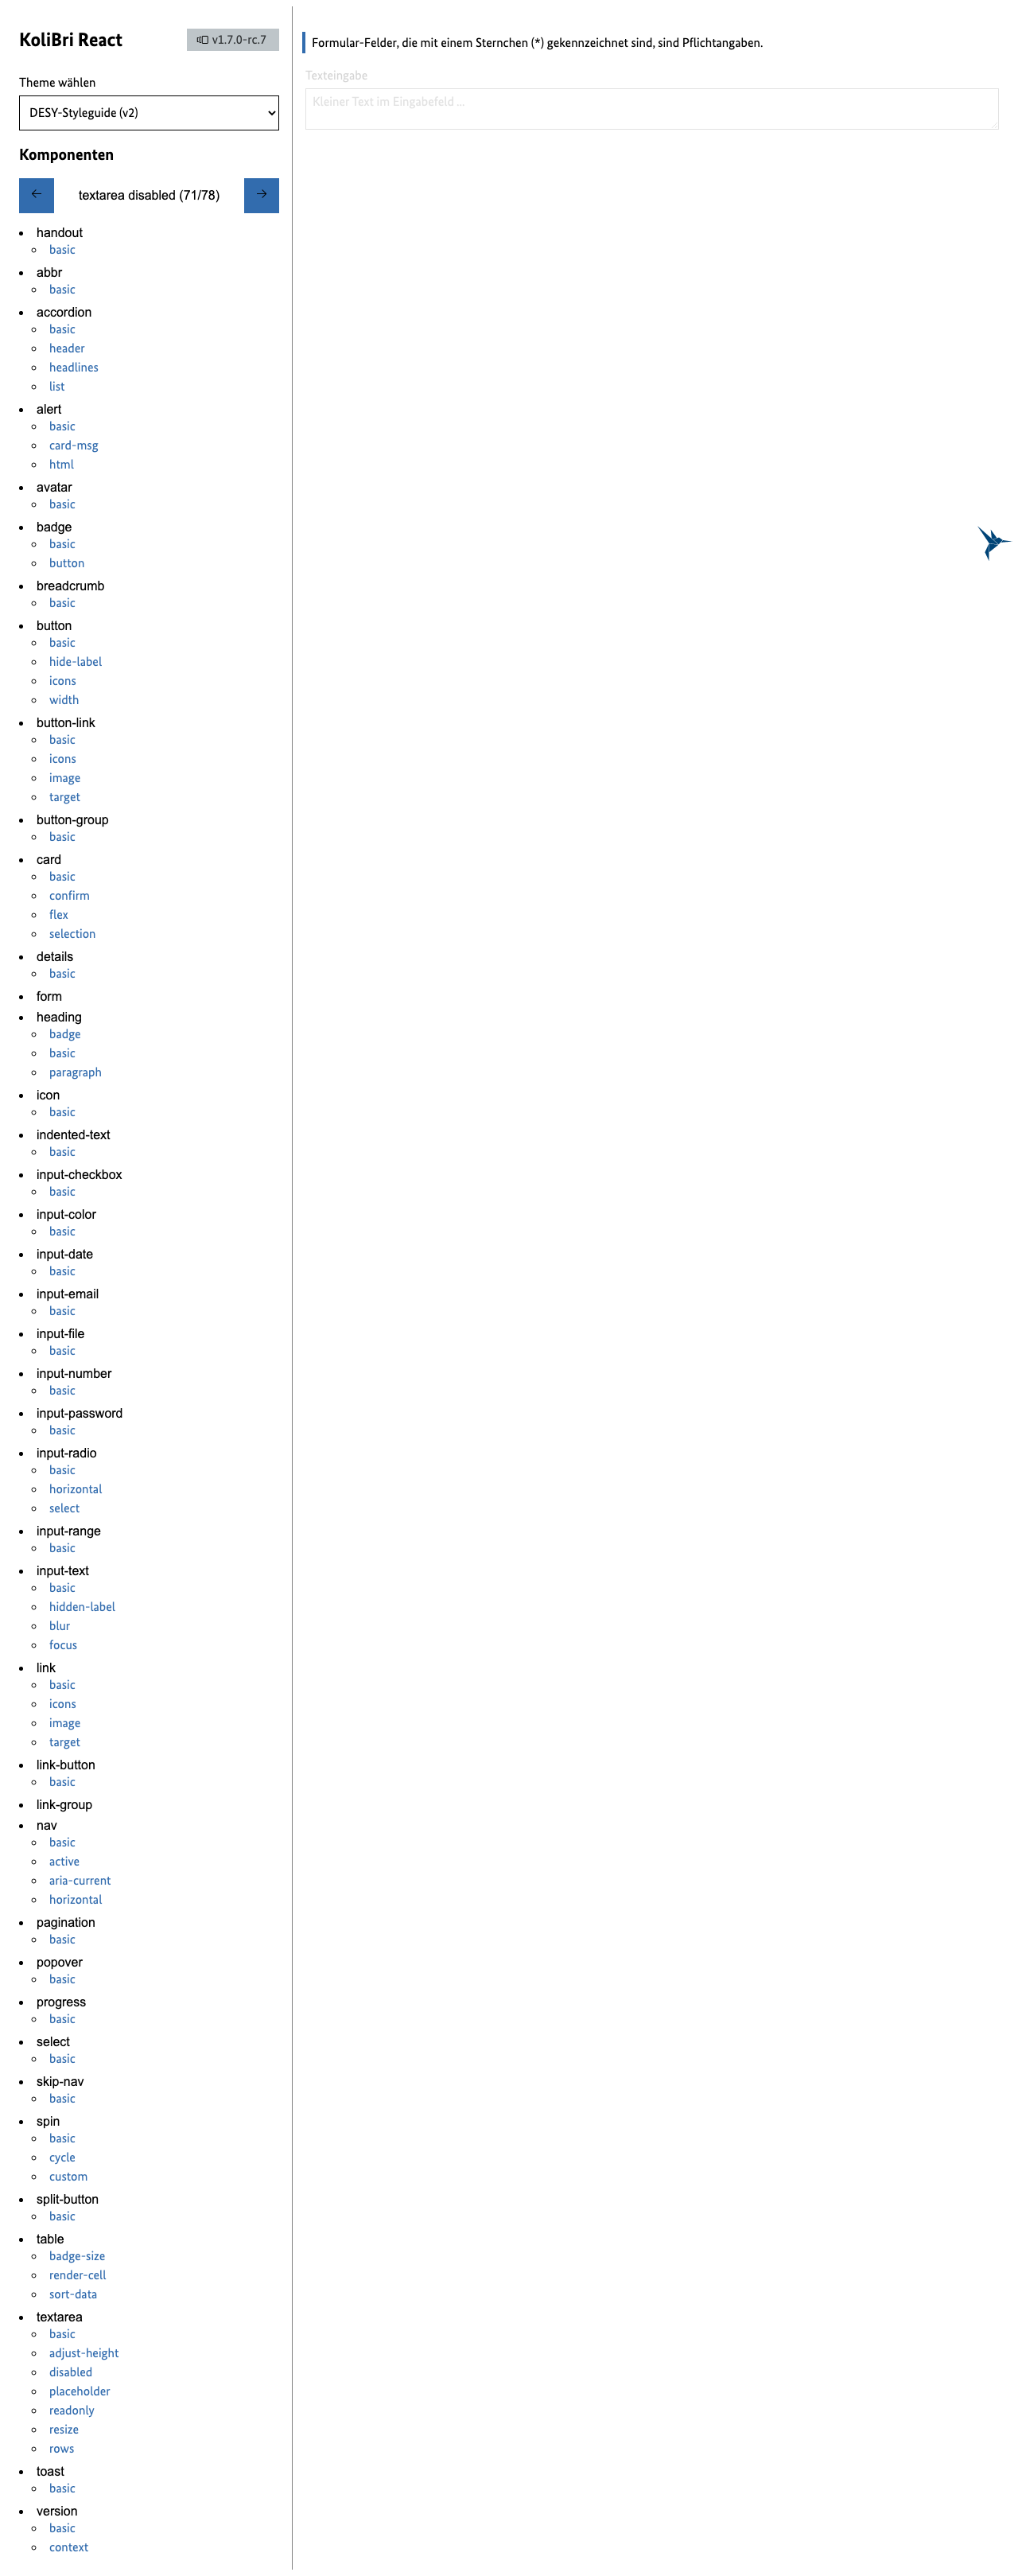 KoliBri React
v1.7.0-rc.7
Theme wählen
DESY-Styleguide (v2)
Komponenten
← textarea disabled (71/78) →
handout
basic
abbr
basic
accordion
basic
header
headlines
list
alert
basic
card-msg
html
avatar
basic
badge
basic
button
breadcrumb
basic
button
basic
hide-label
icons
width
button-link
basic
icons
image
target
button-group
basic
card
basic
confirm
flex
selection
details
basic
form
heading
badge
basic
paragraph
icon
basic
indented-text
basic
input-checkbox
basic
input-color
basic
input-date
basic
input-email
basic
input-file
basic
input-number
basic
input-password
basic
input-radio
basic
horizontal
select
input-range
basic
input-text
basic
hidden-label
blur
focus
link
basic
icons
image
target
link-button
basic
link-group
nav
basic
active
aria-current
horizontal
pagination
basic
popover
basic
progress
basic
select
basic
skip-nav
basic
spin
basic
cycle
custom
split-button
basic
table
badge-size
render-cell
sort-data
textarea
basic
adjust-height
disabled
placeholder
readonly
resize
rows
toast
basic
version
basic
context
Formular-Felder, die mit einem Sternchen (*) gekennzeichnet sind, sind Pflichtangaben.
Texteingabe
Kleiner Text im Eingabefeld ...